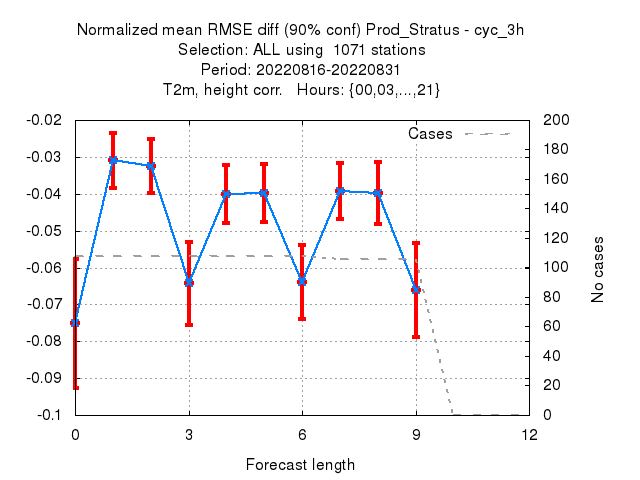 Normalized mean RMSE diff (90% conf) Prod_Stratus - cyc_3h
Selection: ALL using  1071 stations
Period: 20220816-20220831
T2m, height corr.   Hours: {00,03,...,21}
-0.02
-0.03
-0.04
-0.05
-0.06
-0.07
-0.08
-0.09
-0.1
Cases
200
180
160
140
120
100
80
60
40
20
0
No cases
0 3 6 9 12
Forecast length